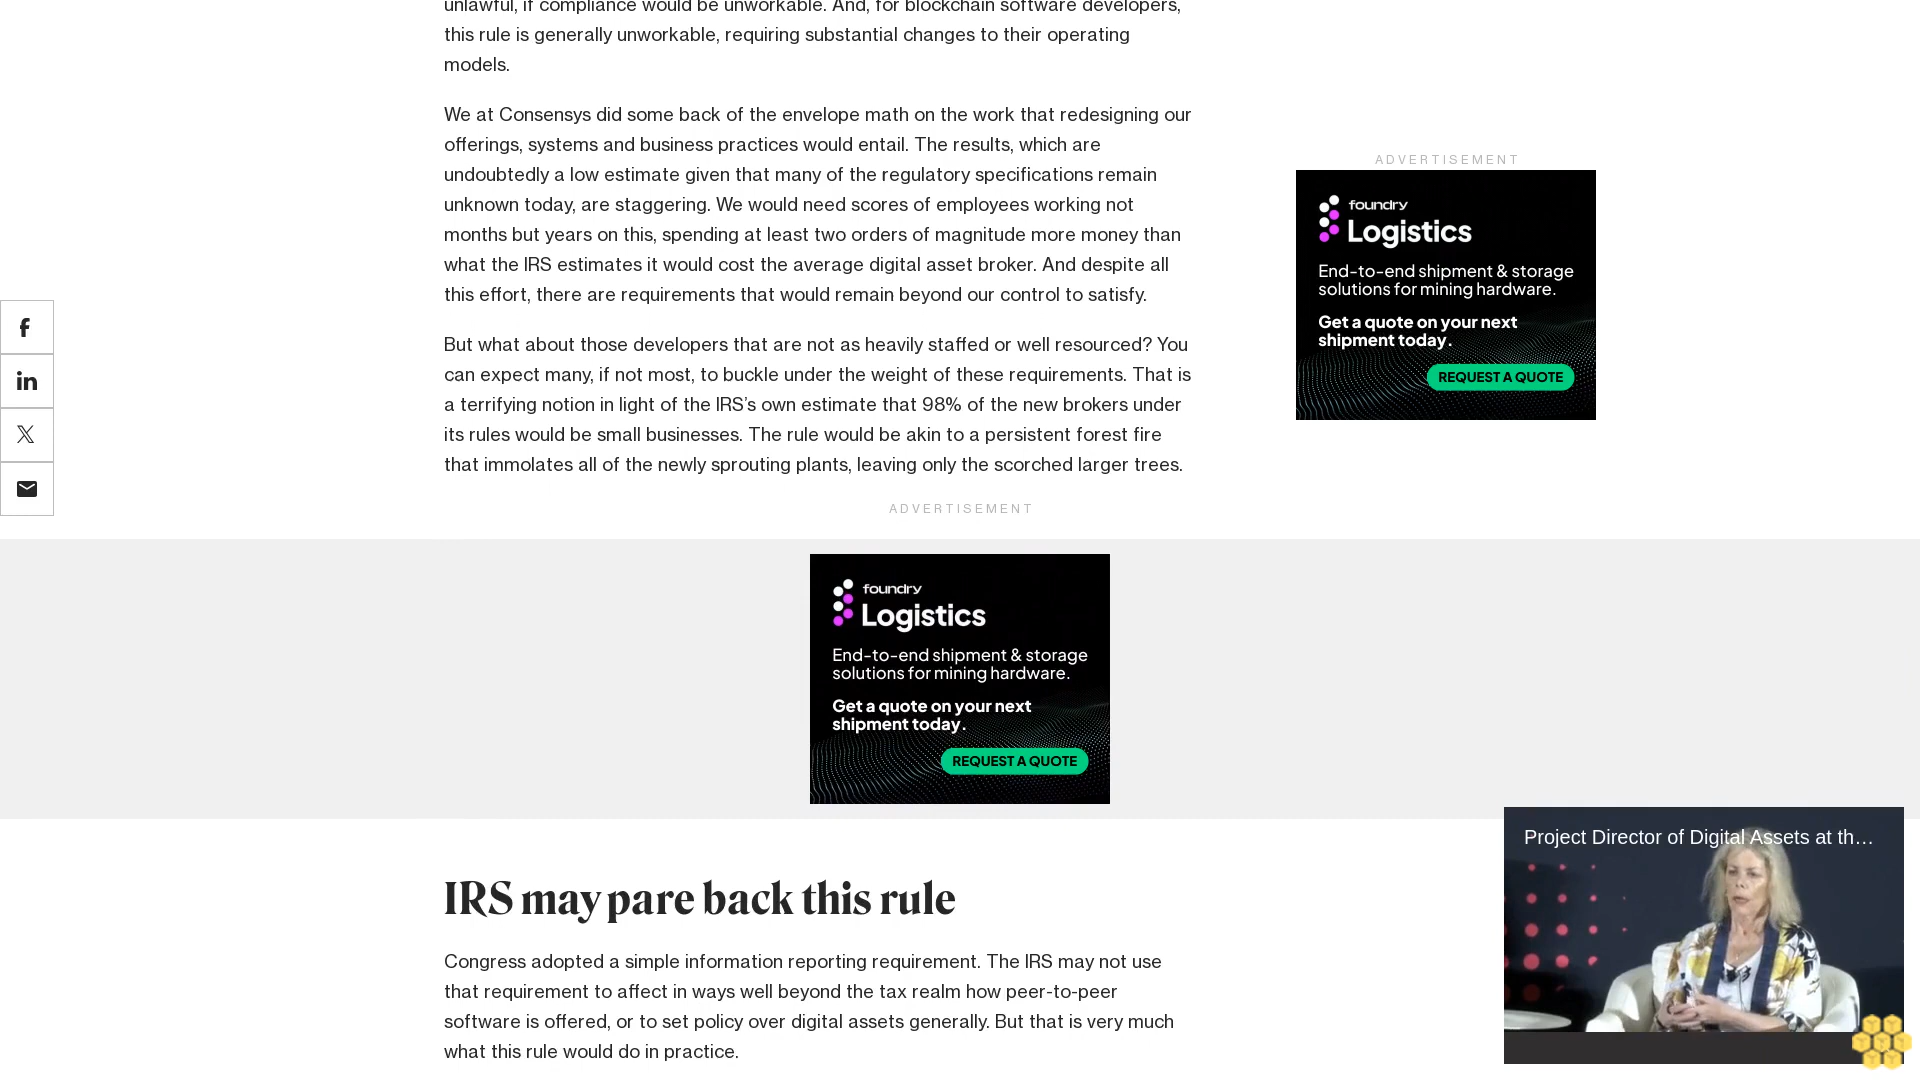 unlawful, if compliance would be unworkable. And, for blockchain software developers,
this rule is generally unworkable, requiring substantial changes to their operating
models.
We at Consensys did some back of the envelope math on the work that redesigning our
offerings, systems and business practices would entail. The results, which are
undoubtedly a low estimate given that many of the regulatory specifications remain
unknown today, are staggering. We would need scores of employees working not
months but years on this, spending at least two orders of magnitude more money than
what the IRS estimates it would cost the average digital asset broker. And despite all
this effort, there are requirements that would remain beyond our control to satisfy.
But what about those developers that are not as heavily staffed or well resourced? You
can expect many, if not most, to buckle under the weight of these requirements. That is
a terrifying notion in light of the IRS’s own estimate that 98% of the new brokers under
its rules would be small businesses. The rule would be akin to a persistent forest fire
that immolates all of the newly sprouting plants, leaving only the scorched larger trees.
ADVERTISEMENT
foundry
Logistics
End-to-end shipment & storage
solutions for mining hardware.
Get a quote on your next
shipment today.
REQUEST A QUOTE
ADVERTISEMENT
foundry
Logistics
End-to-end shipment & storage
solutions for mining hardware.
Get a quote on your next
shipment today.
REQUEST A QUOTE
Project Director of Digital Assets at th…
IRS may pare back this rule
Congress adopted a simple information reporting requirement. The IRS may not use
that requirement to affect in ways well beyond the tax realm how peer-to-peer
software is offered, or to set policy over digital assets generally. But that is very much
what this rule would do in practice.